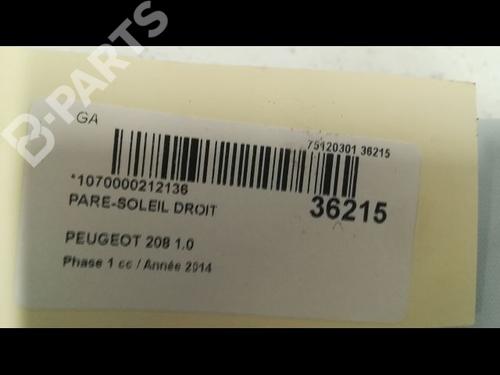 B-PARTS
GA
75120301 36215
*1070000212136
36215
PARE-SOLEIL DROIT
PEUGEOT 208 1.0
Phase 1 cc / Année 2014